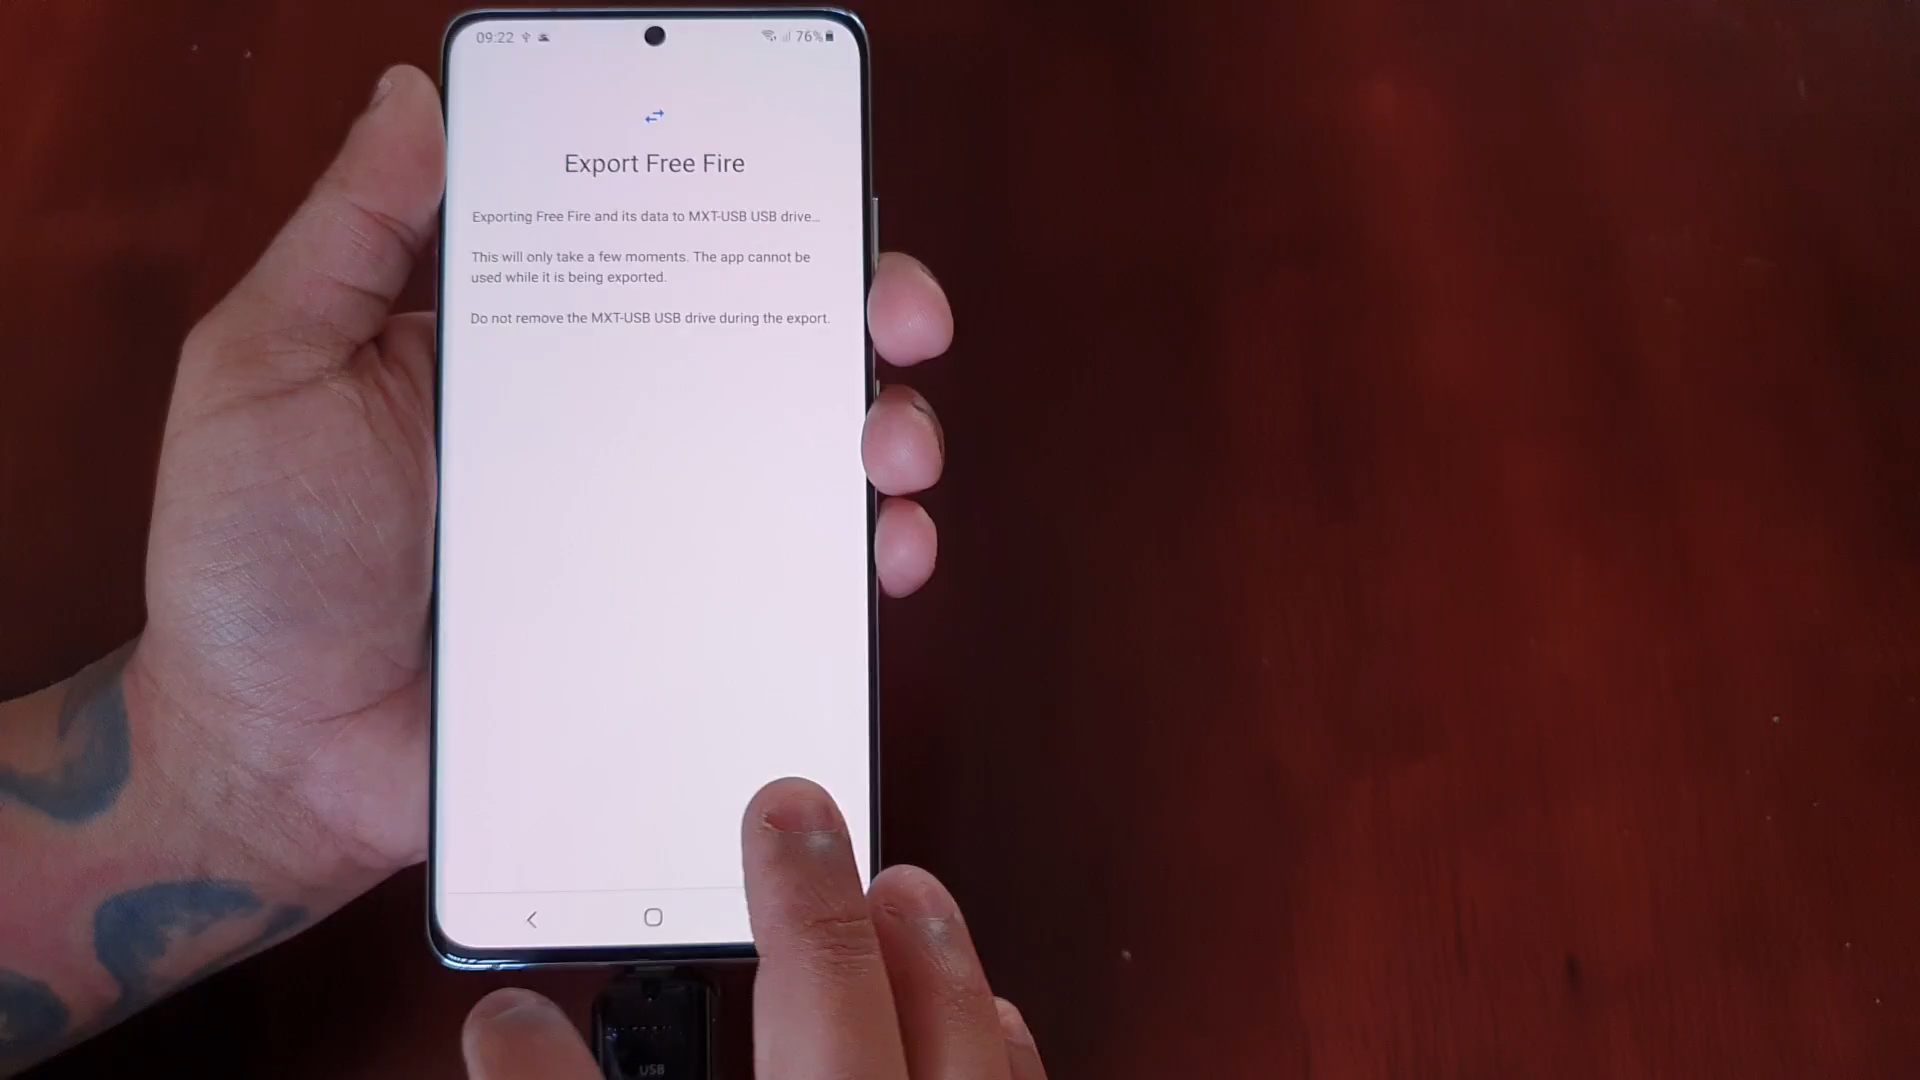 09:22 76%
Export Free Fire
Exporting Free Fire and its data to MXT-USB USB drive...
This will only take a few moments. The app cannot be
used while it is being exported.
Do not remove the MXT-USB USB drive during the export.
USB